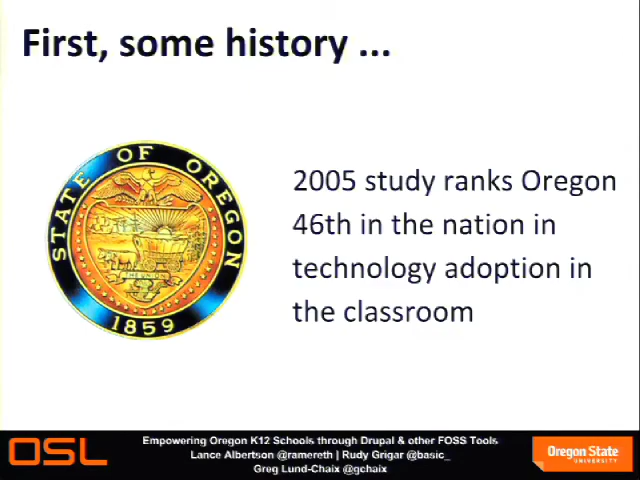 First, some history ...
STATE OF OREGON
THE UNION
1859
2005 study ranks Oregon
46th in the nation in
technology adoption in
the classroom
OSL
Empowering Oregon K12 Schools through Drupal & other FOSS Tools
Lance Albertson @ramereth | Rudy Grigar @basic_
Greg Lund-Chaix @gchaix
Oregon State
UNIVERSITY